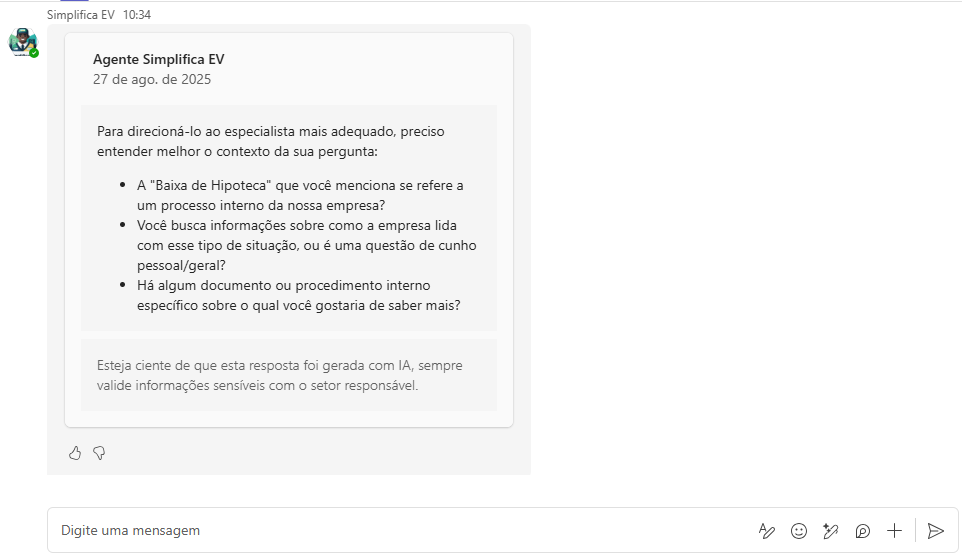 Simplifica EV 10:34
Agente Simplifica EV
27 de ago. de 2025
Para direcioná-lo ao especialista mais adequado, preciso
entender melhor o contexto da sua pergunta:
• A "Baixa de Hipoteca" que você menciona se refere a
um processo interno da nossa empresa?
• Você busca informações sobre como a empresa lida
com esse tipo de situação, ou é uma questão de cunho
pessoal/geral?
• Há algum documento ou procedimento interno
específico sobre o qual você gostaria de saber mais?
Esteja ciente de que esta resposta foi gerada com IA, sempre
valide informações sensíveis com o setor responsável.
Digite uma mensagem